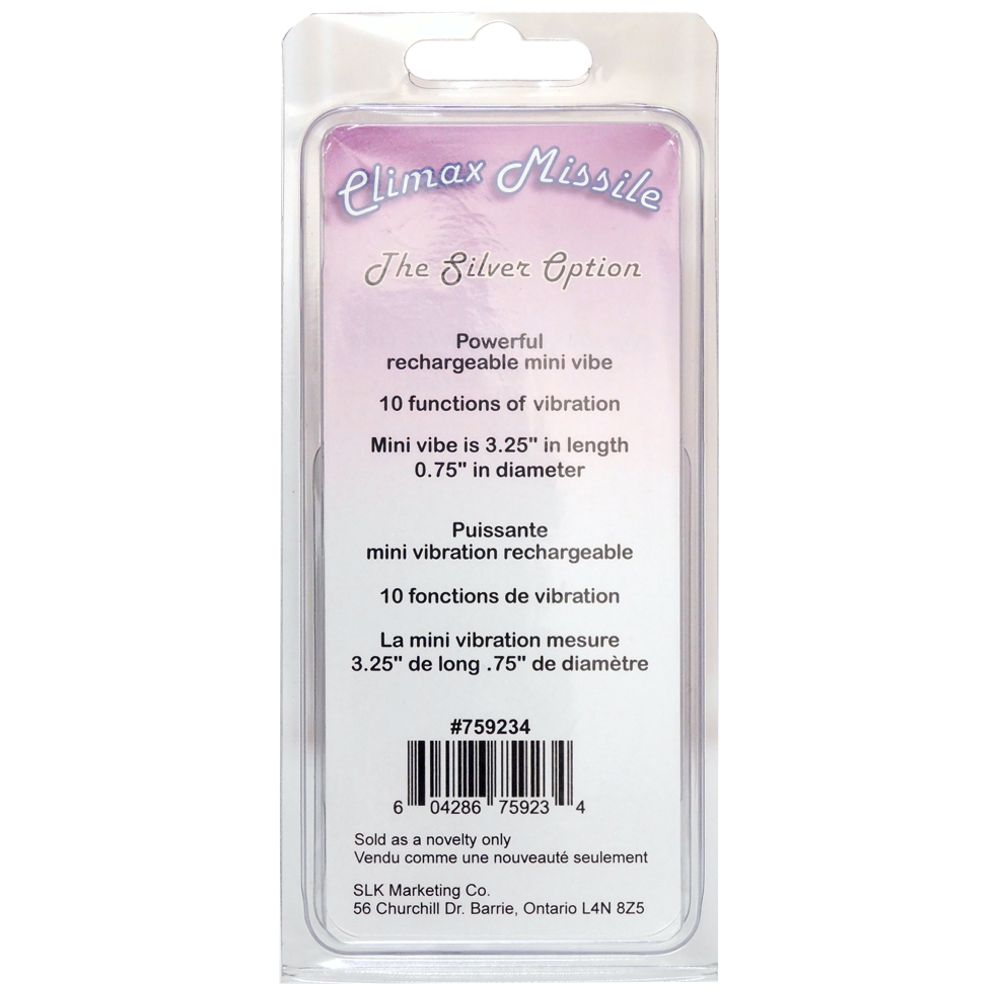 Climax Missile
The Silver Option
Powerful
rechargeable mini vibe
10 functions of vibration
Mini vibe is 3.25" in length
0.75" in diameter
Puissante
mini vibration rechargeable
10 fonctions de vibration
La mini vibration mesure
3.25" de long .75" de diamètre
#759234
6 04286 75923 4
Sold as a novelty only
Vendu comme une nouveauté seulement
SLK Marketing Co.
56 Churchill Dr. Barrie, Ontario L4N 8Z5